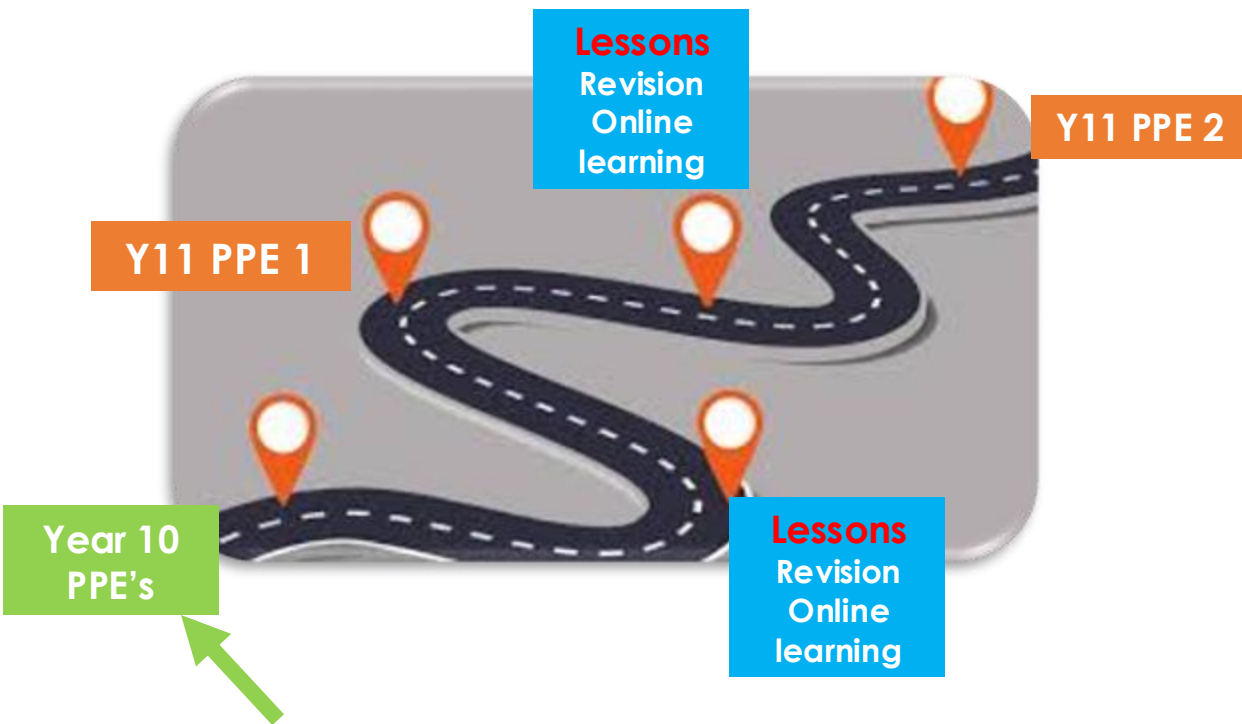 Lessons
Revision
Online
learning
Y11 PPE 2
Y11 PPE 1
Year 10
PPE’s
Lessons
Revision
Online
learning